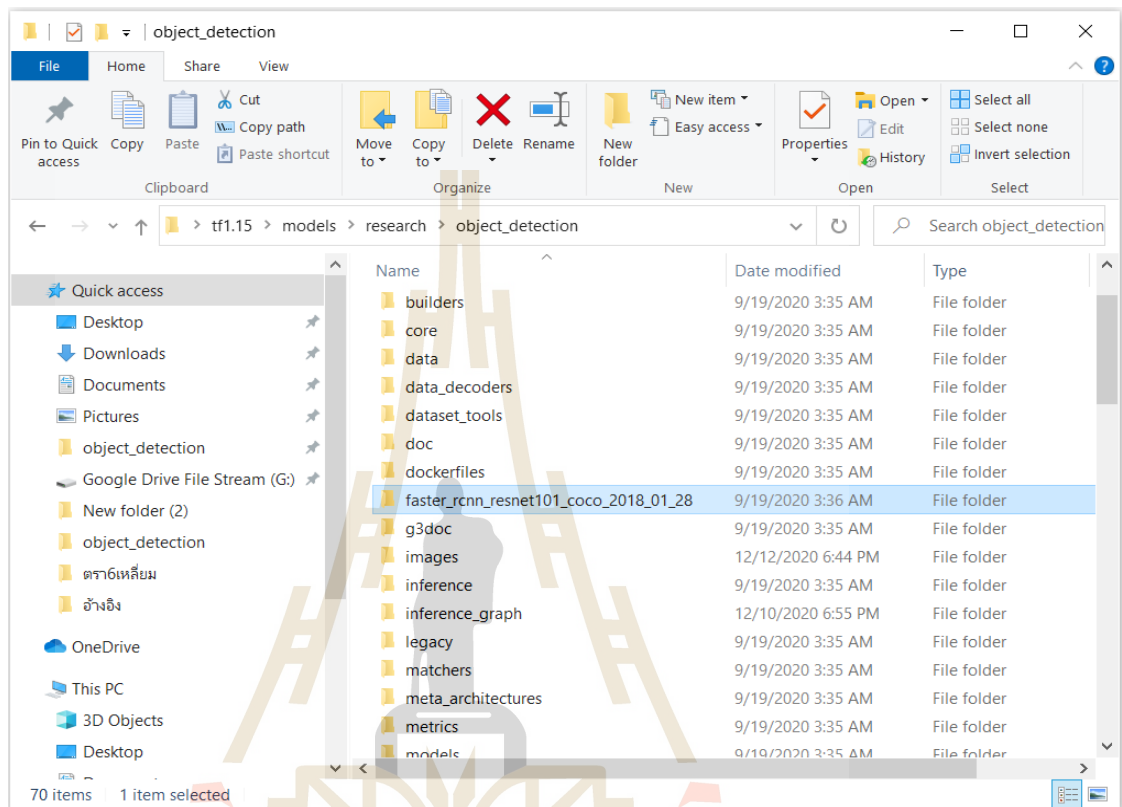 object_detection
File Home Share View
Pin to Quick access
Copy
Paste
Cut
Copy path
Paste shortcut
Clipboard
Move to
Copy to
Delete
Rename
Organize
New folder
New item
Easy access
New
Properties
Open
Edit
History
Open
Select all
Select none
Invert selection
Select
tf1.15 > models > research > object_detection
Search object_detection
Quick access
Desktop
Downloads
Documents
Pictures
object_detection
Google Drive File Stream (G:)
New folder (2)
object_detection
ตรา6เหลี่ยม
อ้างอิง
OneDrive
This PC
3D Objects
Desktop
Name Date modified Type
builders 9/19/2020 3:35 AM File folder
core 9/19/2020 3:35 AM File folder
data 9/19/2020 3:35 AM File folder
data_decoders 9/19/2020 3:35 AM File folder
dataset_tools 9/19/2020 3:35 AM File folder
doc 9/19/2020 3:35 AM File folder
dockerfiles 9/19/2020 3:35 AM File folder
faster_rcnn_resnet101_coco_2018_01_28 9/19/2020 3:36 AM File folder
g3doc 9/19/2020 3:35 AM File folder
images 12/12/2020 6:44 PM File folder
inference 9/19/2020 3:35 AM File folder
inference_graph 12/10/2020 6:55 PM File folder
legacy 9/19/2020 3:35 AM File folder
matchers 9/19/2020 3:35 AM File folder
meta_architectures 9/19/2020 3:35 AM File folder
metrics 9/19/2020 3:35 AM File folder
models 9/19/2020 3:35 AM File folder
70 items 1 item selected